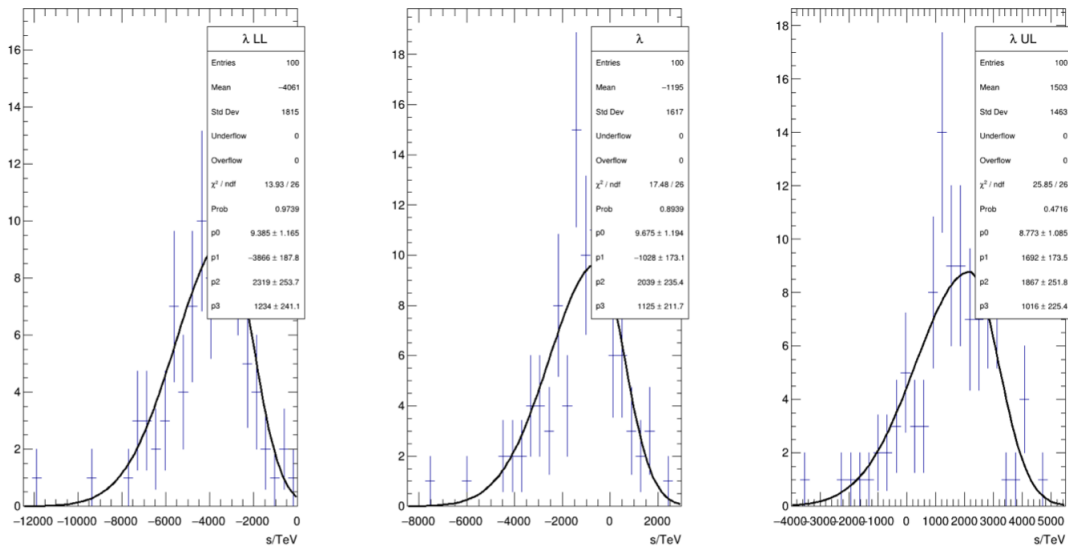 λ LL
Entries 100
Mean −4061
Std Dev 1815
Underflow 0
Overflow 0
χ² / ndf 13.93 / 26
Prob 0.9739
p0 9.385 ± 1.165
p1 −3866 ± 187.8
p2 2319 ± 253.7
p3 1234 ± 241.1
16
14
12
10
8
6
4
2
0
−12000 −10000 −8000 −6000 −4000 −2000 0
s/TeV
λ
Entries 100
Mean −1195
Std Dev 1617
Underflow 0
Overflow 0
χ² / ndf 17.48 / 26
Prob 0.8939
p0 9.675 ± 1.194
p1 −1028 ± 173.1
p2 2039 ± 235.4
p3 1125 ± 211.7
18
16
14
12
10
8
6
4
2
0
−8000 −6000 −4000 −2000 0 2000
s/TeV
λ UL
Entries 100
Mean 1503
Std Dev 1463
Underflow 0
Overflow 0
χ² / ndf 25.85 / 26
Prob 0.4716
p0 8.773 ± 1.085
p1 1692 ± 173.5
p2 1867 ± 251.8
p3 1016 ± 225.4
18
16
14
12
10
8
6
4
2
0
−4000 −3000 −2000 −1000 0 1000 2000 3000 4000 5000
s/TeV